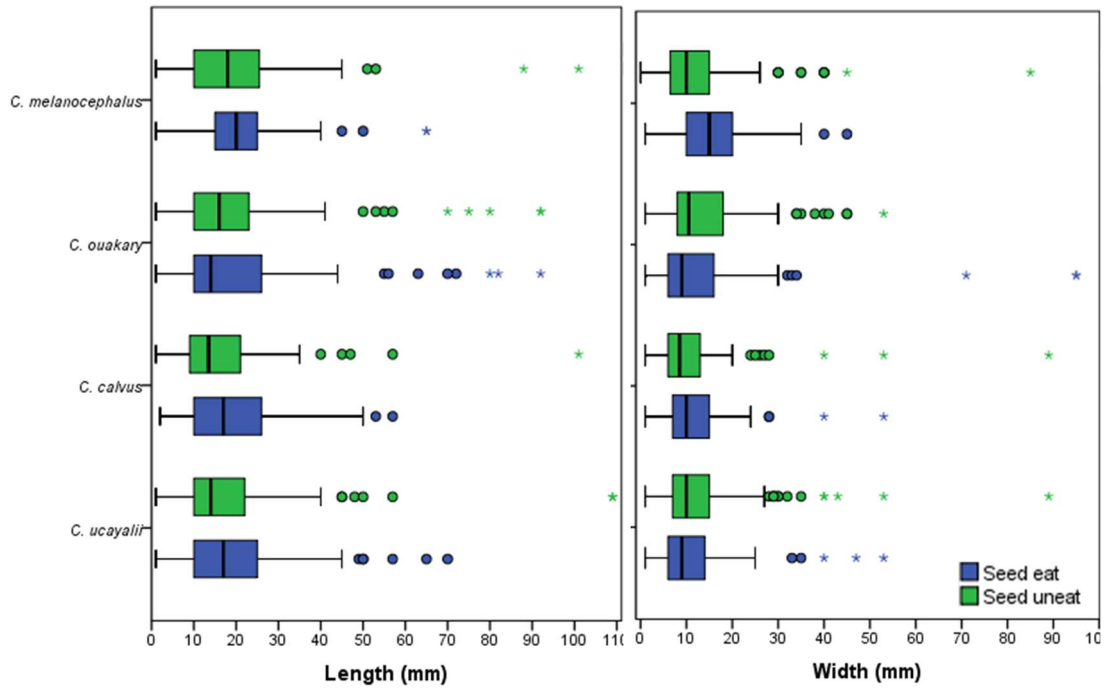 C. melanocephalus
C. ouakary
C. calvus
C. ucayalii
0 10 20 30 40 50 60 70 80 90 100 11
Length (mm)
0 10 20 30 40 50 60 70 80 90 10
Width (mm)
Seed eat
Seed uneat